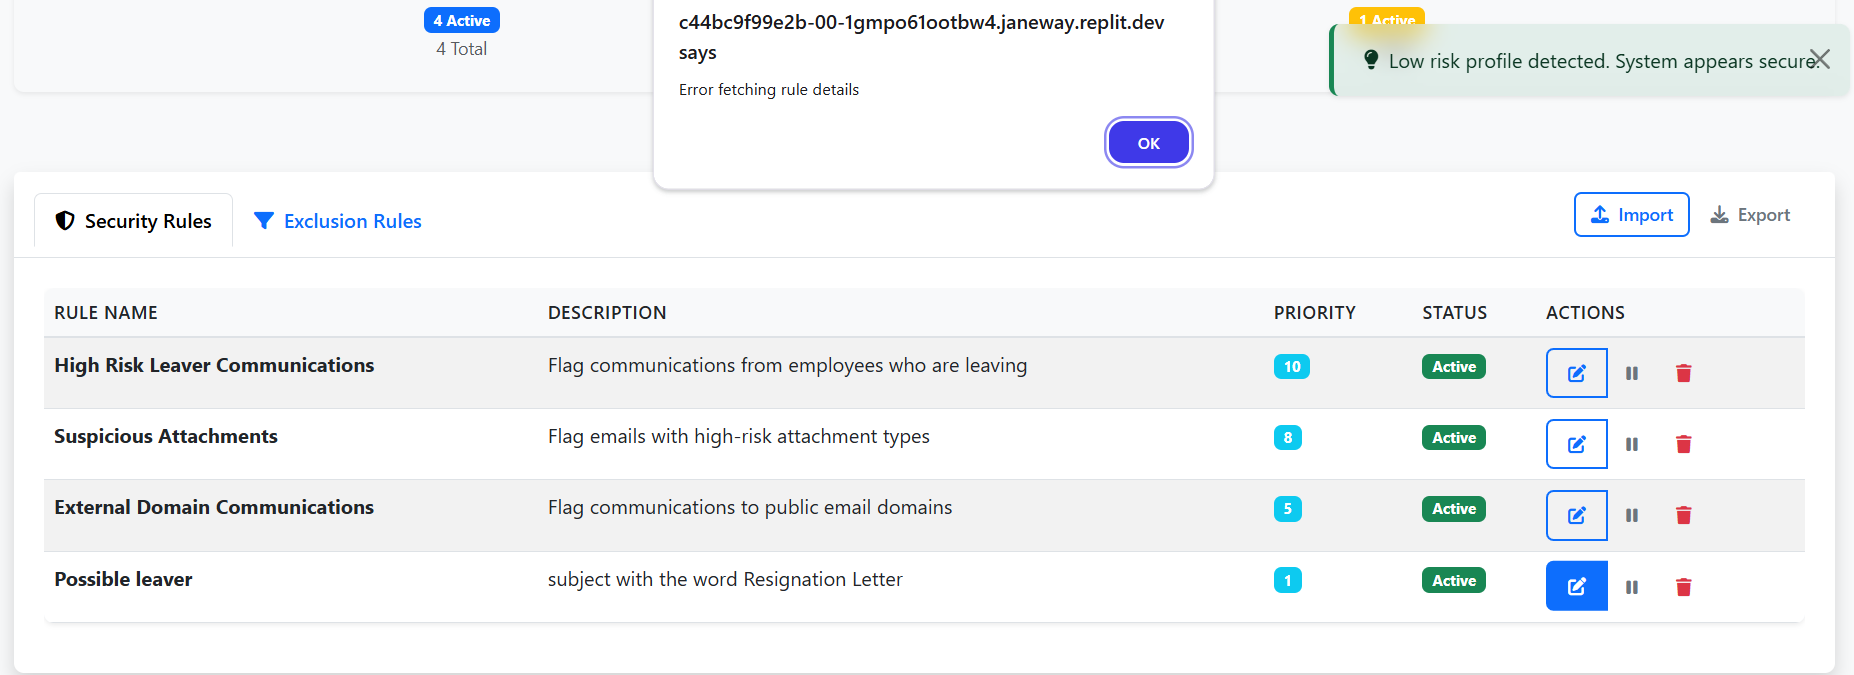 4 Active
4 Total
c44bc9f99e2b-00-1gmpo61ootbw4.janeway.replit.dev
says
Error fetching rule details
OK
1 Active
Low risk profile detected. System appears secure.
Security Rules
Exclusion Rules
Import
Export
RULE NAME DESCRIPTION PRIORITY STATUS ACTIONS
High Risk Leaver Communications Flag communications from employees who are leaving 10 Active
Suspicious Attachments Flag emails with high-risk attachment types 8 Active
External Domain Communications Flag communications to public email domains 5 Active
Possible leaver subject with the word Resignation Letter 1 Active